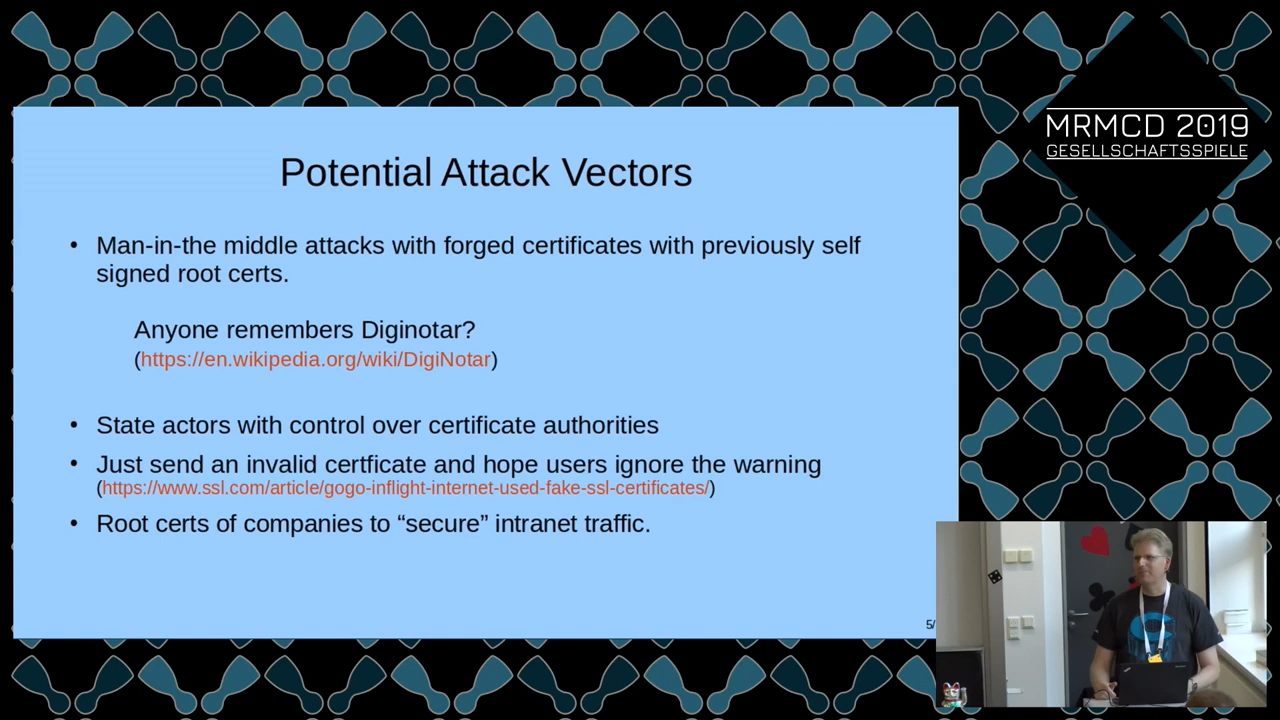 MRMCD 2019
GESELLSCHAFTSSPIELE
Potential Attack Vectors
• Man-in-the middle attacks with forged certificates with previously self
signed root certs.
Anyone remembers Diginotar?
(https://en.wikipedia.org/wiki/DigiNotar)
• State actors with control over certificate authorities
• Just send an invalid certficate and hope users ignore the warning
(https://www.ssl.com/article/gogo-inflight-internet-used-fake-ssl-certificates/)
• Root certs of companies to “secure” intranet traffic.
5/